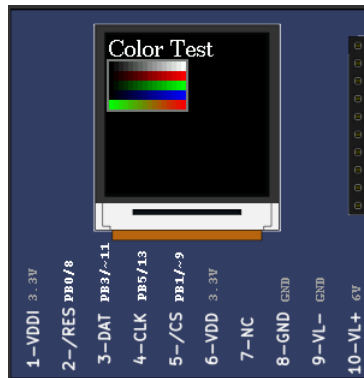 Color Test
1-VDDI 3.3V
2-/RES PB0/8
3-DAT PB3/~11
4-CLK PB5/13
5-/CS PB1/~9
6-VDD 3.3V
7-NC
8-GND GND
9-VL- GND
10-VL+ 6V